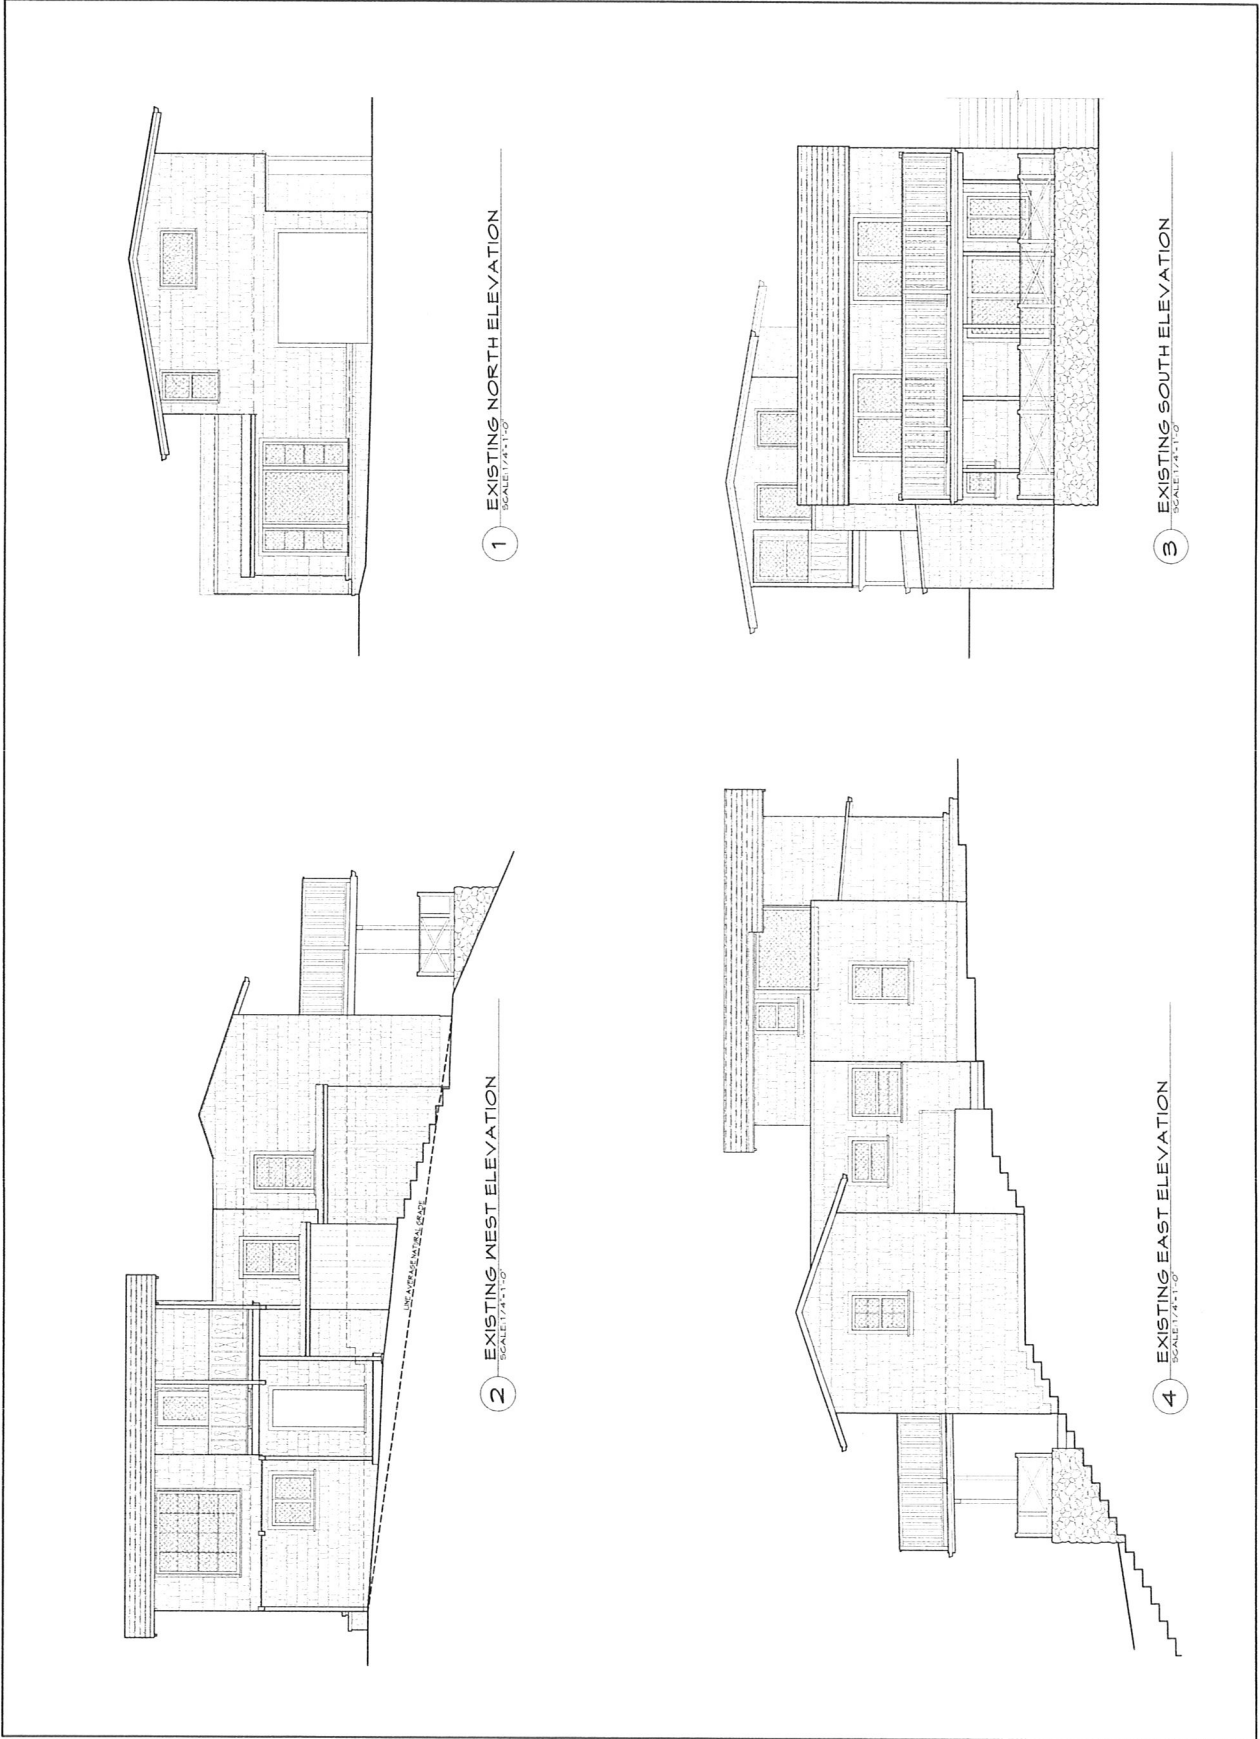 1
EXISTING NORTH ELEVATION
SCALE: 1/4"=1'-0"
2
EXISTING WEST ELEVATION
SCALE: 1/4"=1'-0"
LINE AVERAGE NATURAL GRADE
3
EXISTING SOUTH ELEVATION
SCALE: 1/4"=1'-0"
4
EXISTING EAST ELEVATION
SCALE: 1/4"=1'-0"